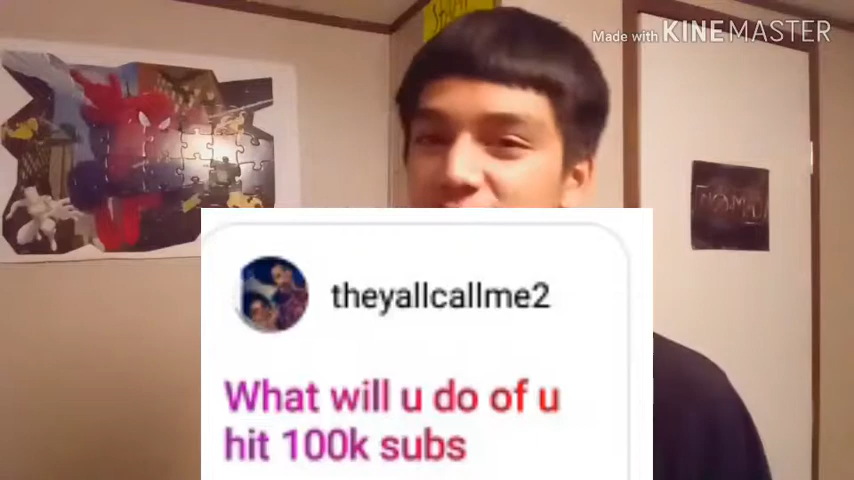 Made with KINEMASTER
theyallcallme2
What will u do of u
hit 100k subs